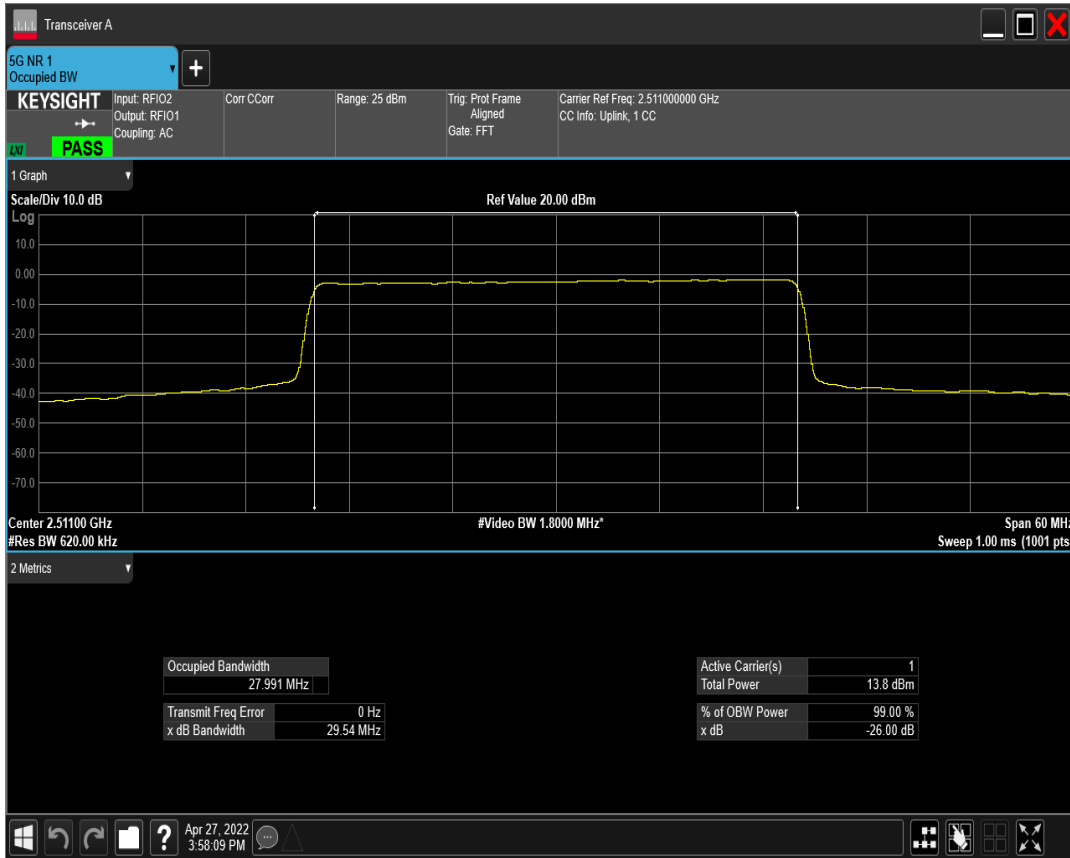 Transceiver A
5G NR 1
Occupied BW
KEYSIGHT
Input: RFIO2
Output: RFIO1
Coupling: AC
Corr CCorr
Range: 25 dBm
Trig: Prot Frame
Aligned
Gate: FFT
Carrier Ref Freq: 2.511000000 GHz
CC Info: Uplink, 1 CC
LXI
PASS
1 Graph
Scale/Div 10.0 dB
Ref Value 20.00 dBm
Log
10.0
0.00
-10.0
-20.0
-30.0
-40.0
-50.0
-60.0
-70.0
Center 2.51100 GHz
#Video BW 1.8000 MHz*
Span 60 MHz
#Res BW 620.00 kHz
Sweep 1.00 ms (1001 pts
2 Metrics
Occupied Bandwidth
27.991 MHz
Transmit Freq Error 0 Hz
x dB Bandwidth 29.54 MHz
Active Carrier(s) 1
Total Power 13.8 dBm
% of OBW Power 99.00 %
x dB -26.00 dB
?
Apr 27, 2022
3:58:09 PM